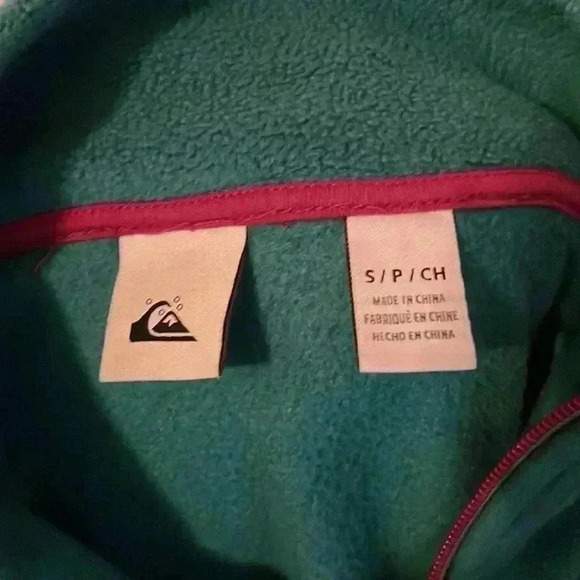 S / P / CH
MADE IN CHINA
FABRIQUÉ EN CHINE
HECHO EN CHINA